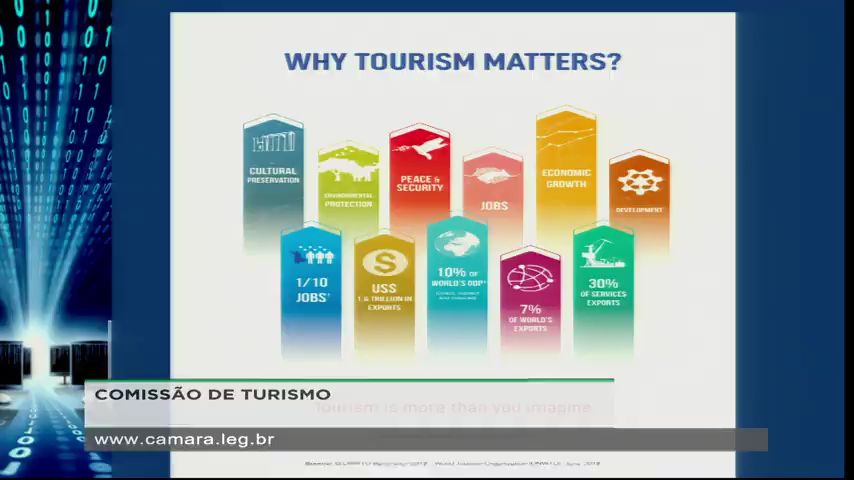 WHY TOURISM MATTERS?
CULTURAL
PRESERVATION
ENVIRONMENTAL
PROTECTION
PEACE &
SECURITY
JOBS
ECONOMIC
GROWTH
DEVELOPMENT
1/10
JOBS*
$
US$
1.6 TRILLION IN
EXPORTS
10% OF
WORLD'S GDP*
7%
OF WORLD'S
EXPORTS
30%
OF SERVICES
EXPORTS
COMISSÃO DE TURISMO
Tourism is more than you imagine
www.camara.leg.br